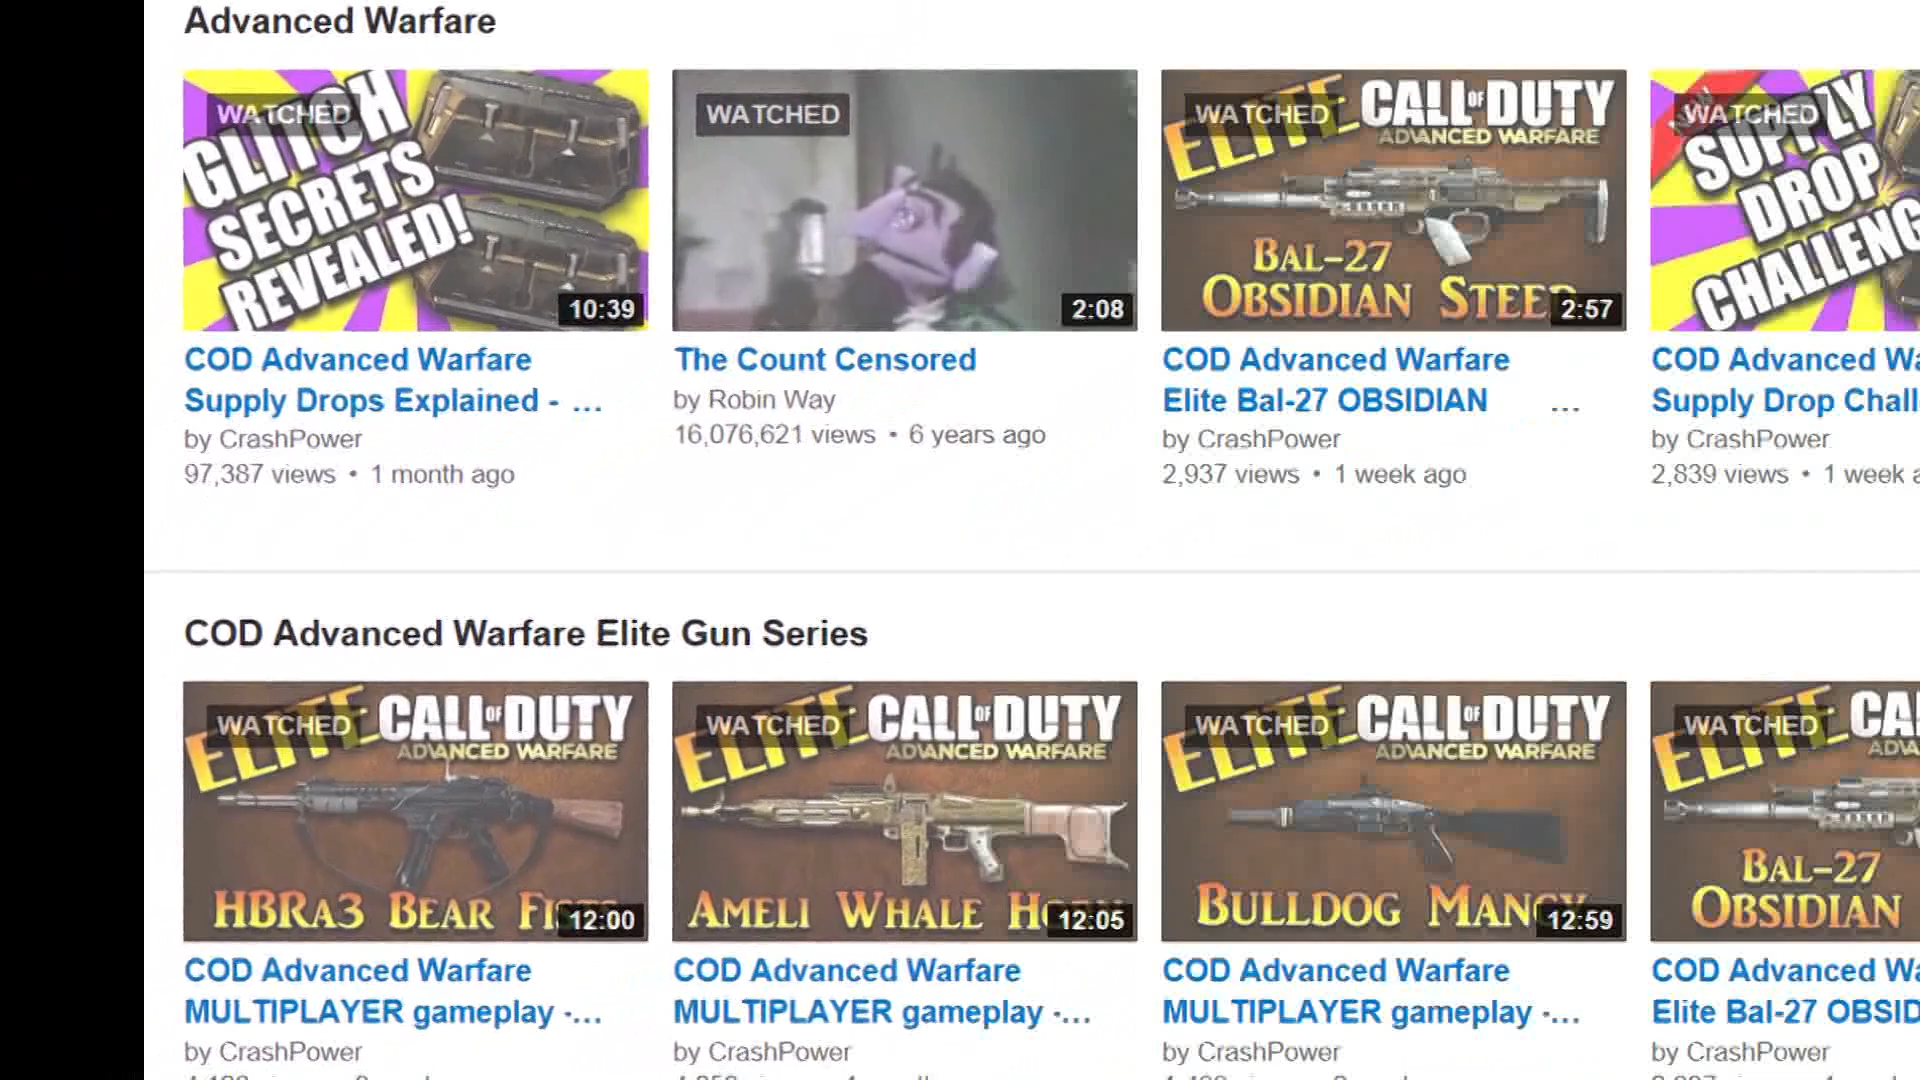 Advanced Warfare
WATCHED
GLITCH
SECRETS
REVEALED!
10:39
COD Advanced Warfare
Supply Drops Explained - ...
by CrashPower
97,387 views • 1 month ago
WATCHED
2:08
The Count Censored
by Robin Way
16,076,621 views • 6 years ago
WATCHED
ELITE
CALL OF DUTY
ADVANCED WARFARE
BAL-27
OBSIDIAN STEED
2:57
COD Advanced Warfare
Elite Bal-27 OBSIDIAN ...
by CrashPower
2,937 views • 1 week ago
WATCHED
SUPPLY
DROP
CHALLENG
COD Advanced Wa
Supply Drop Chall
by CrashPower
2,839 views • 1 week a
COD Advanced Warfare Elite Gun Series
WATCHED
ELITE
CALL OF DUTY
ADVANCED WARFARE
HBRA3 BEAR FISTS
12:00
COD Advanced Warfare
MULTIPLAYER gameplay -...
by CrashPower
WATCHED
ELITE
CALL OF DUTY
ADVANCED WARFARE
AMELI WHALE HORN
12:05
COD Advanced Warfare
MULTIPLAYER gameplay -...
by CrashPower
WATCHED
ELITE
CALL OF DUTY
ADVANCED WARFARE
BULLDOG MANGY
12:59
COD Advanced Warfare
MULTIPLAYER gameplay -...
by CrashPower
WATCHED
ELITE
CA
ADVA
BAL-27
OBSIDIAN
COD Advanced Wa
Elite Bal-27 OBSID
by CrashPower